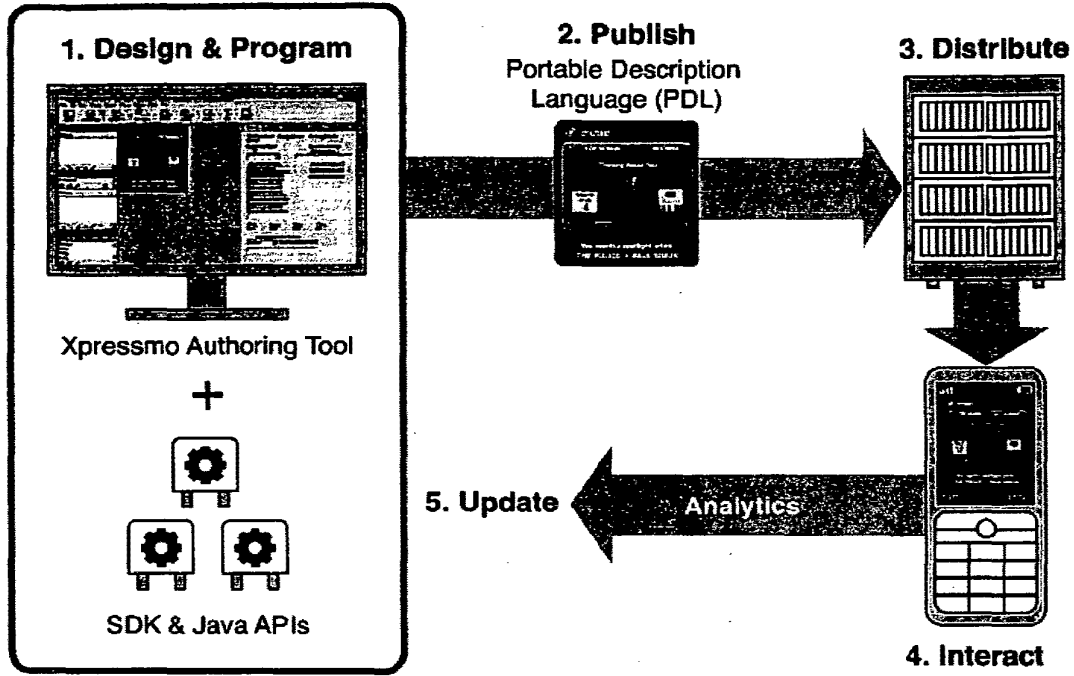 1. Design & Program
Xpressmo Authoring Tool
+
SDK & Java APIs
2. Publish
Portable Description
Language (PDL)
3. Distribute
4. Interact
Analytics
5. Update